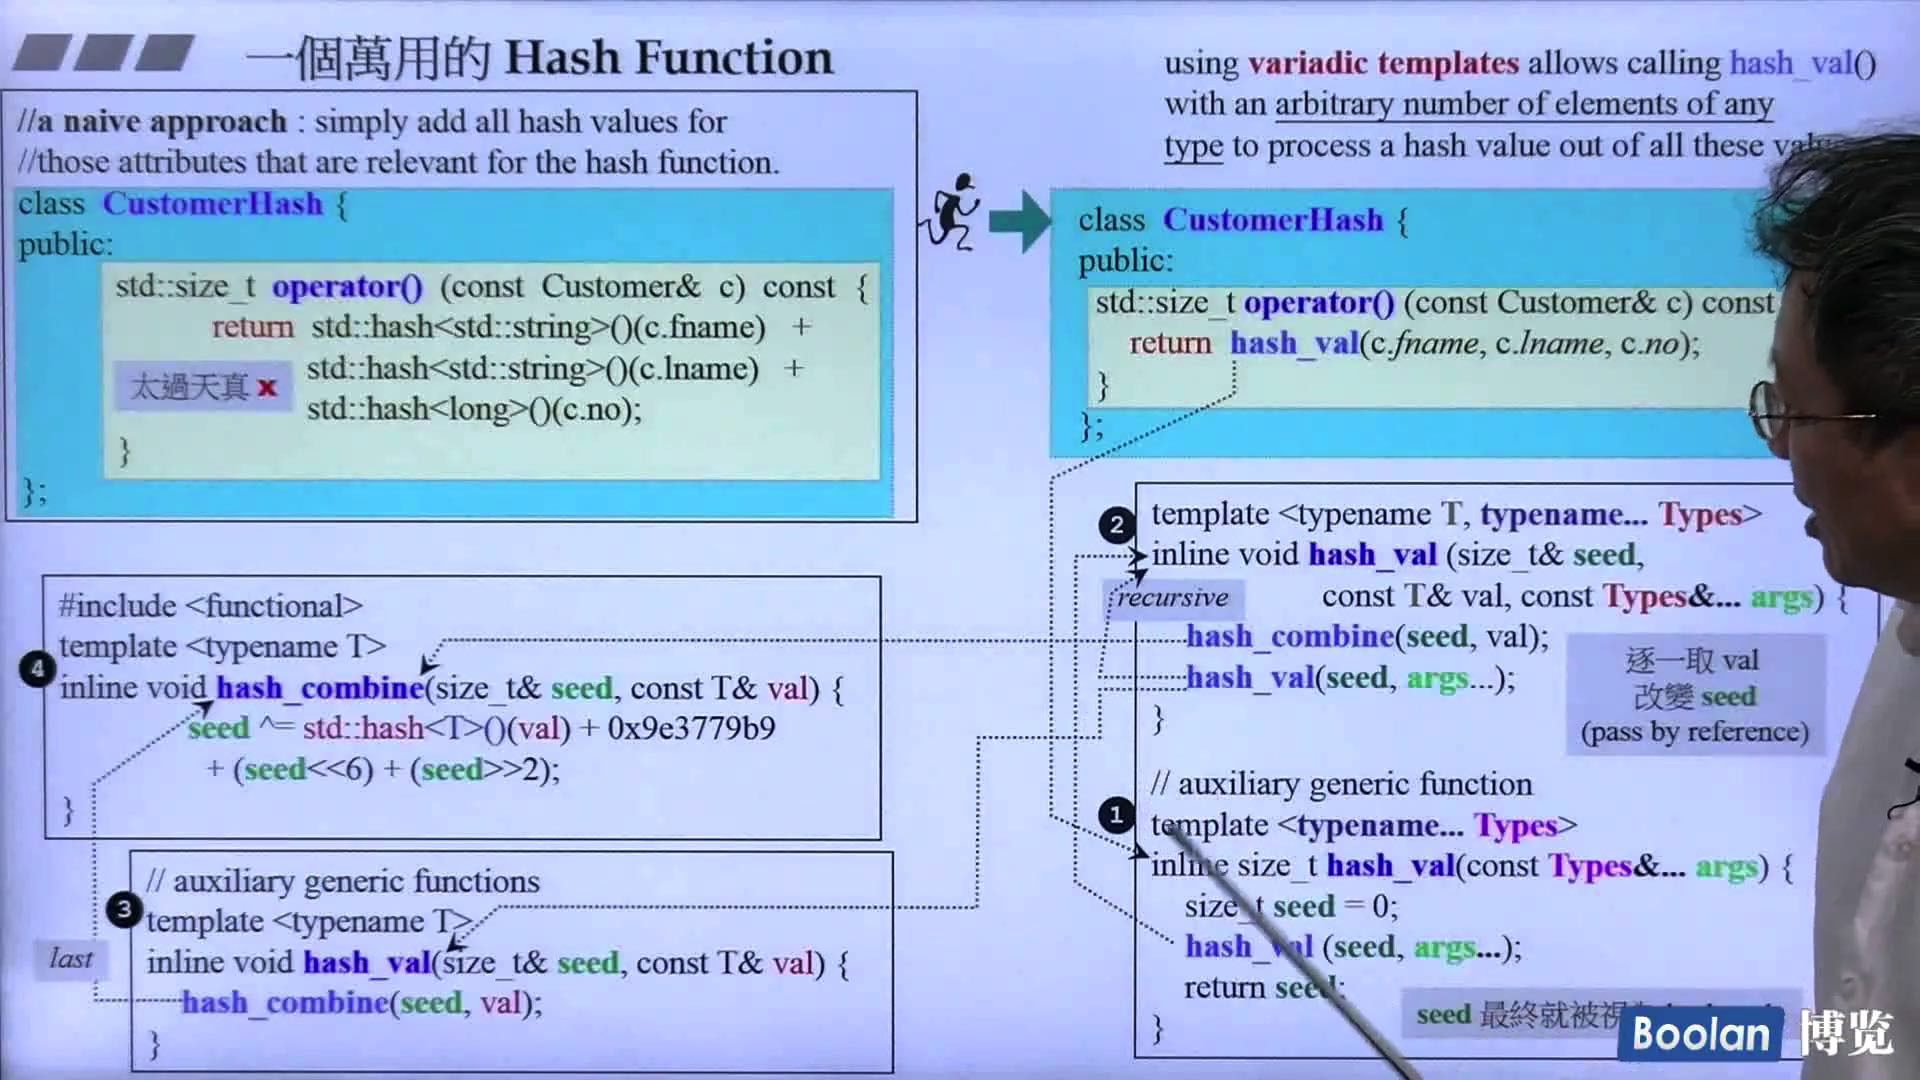 一個萬用的 Hash Function
//a naive approach : simply add all hash values for
//those attributes that are relevant for the hash function.
class CustomerHash {
public:
std::size_t operator() (const Customer& c) const {
return std::hash<std::string>()(c.fname) +
太過天真 x
std::hash<std::string>()(c.lname) +
std::hash<long>()(c.no);
}
};
using variadic templates allows calling hash_val()
with an arbitrary number of elements of any
type to process a hash value out of all these
class CustomerHash {
public:
std::size_t operator() (const Customer& c) const
return hash_val(c.fname, c.lname, c.no);
}
};
2
template <typename T, typename... Types>
inline void hash_val (size_t& seed,
recursive
const T& val, const Types&... args) {
hash_combine(seed, val);
hash_val(seed, args...);
}
逐一取 val
改變 seed
(pass by reference)
1
// auxiliary generic function
template <typename... Types>
inline size_t hash_val(const Types&... args) {
size_t seed = 0;
hash_val (seed, args...);
return seed;
}
seed 最終就被視
4
#include <functional>
template <typename T>
inline void hash_combine(size_t& seed, const T& val) {
seed ^= std::hash<T>()(val) + 0x9e3779b9
+ (seed<<6) + (seed>>2);
}
3
// auxiliary generic functions
template <typename T>
last
inline void hash_val(size_t& seed, const T& val) {
hash_combine(seed, val);
}
Boolan 博览